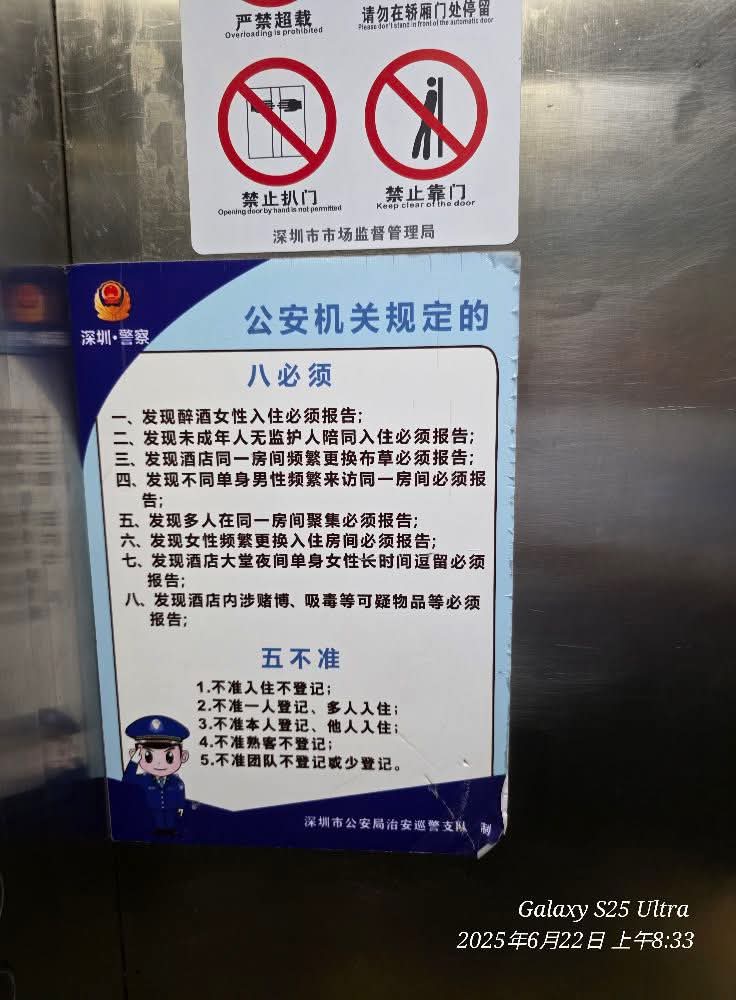 严禁超载
Overloading is prohibited
请勿在轿厢门处停留
Please don't stand in front of the automatic door
禁止扒门
Opening door by hand is not permitted
禁止靠门
Keep clear of the door
深圳市市场监督管理局
深圳·警察
公安机关规定的
八必须
一、发现醉酒女性入住必须报告;
二、发现未成年人无监护人陪同入住必须报告;
三、发现酒店同一房间频繁更换布草必须报告;
四、发现不同单身男性频繁来访同一房间必须报
告;
五、发现多人在同一房间聚集必须报告;
六、发现女性频繁更换入住房间必须报告;
七、发现酒店大堂夜间单身女性长时间逗留必须
报告;
八、发现酒店内涉赌博、吸毒等可疑物品等必须
报告;
五不准
1.不准入住不登记;
2.不准一人登记、多人入住;
3.不准本人登记、他人入住;
4.不准熟客不登记;
5.不准团队不登记或少登记。
深圳市公安局治安巡警支队 制
Galaxy S25 Ultra
2025年6月22日 上午8:33